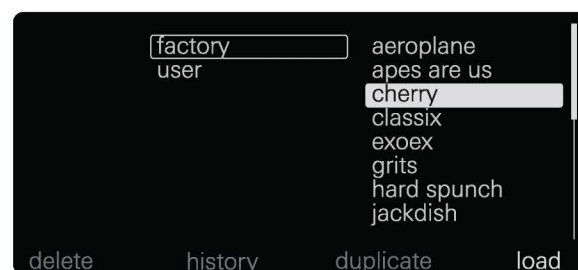 factory
user
aeroplane
apes are us
cherry
classix
exoex
grits
hard spunch
jackdish
delete history duplicate load